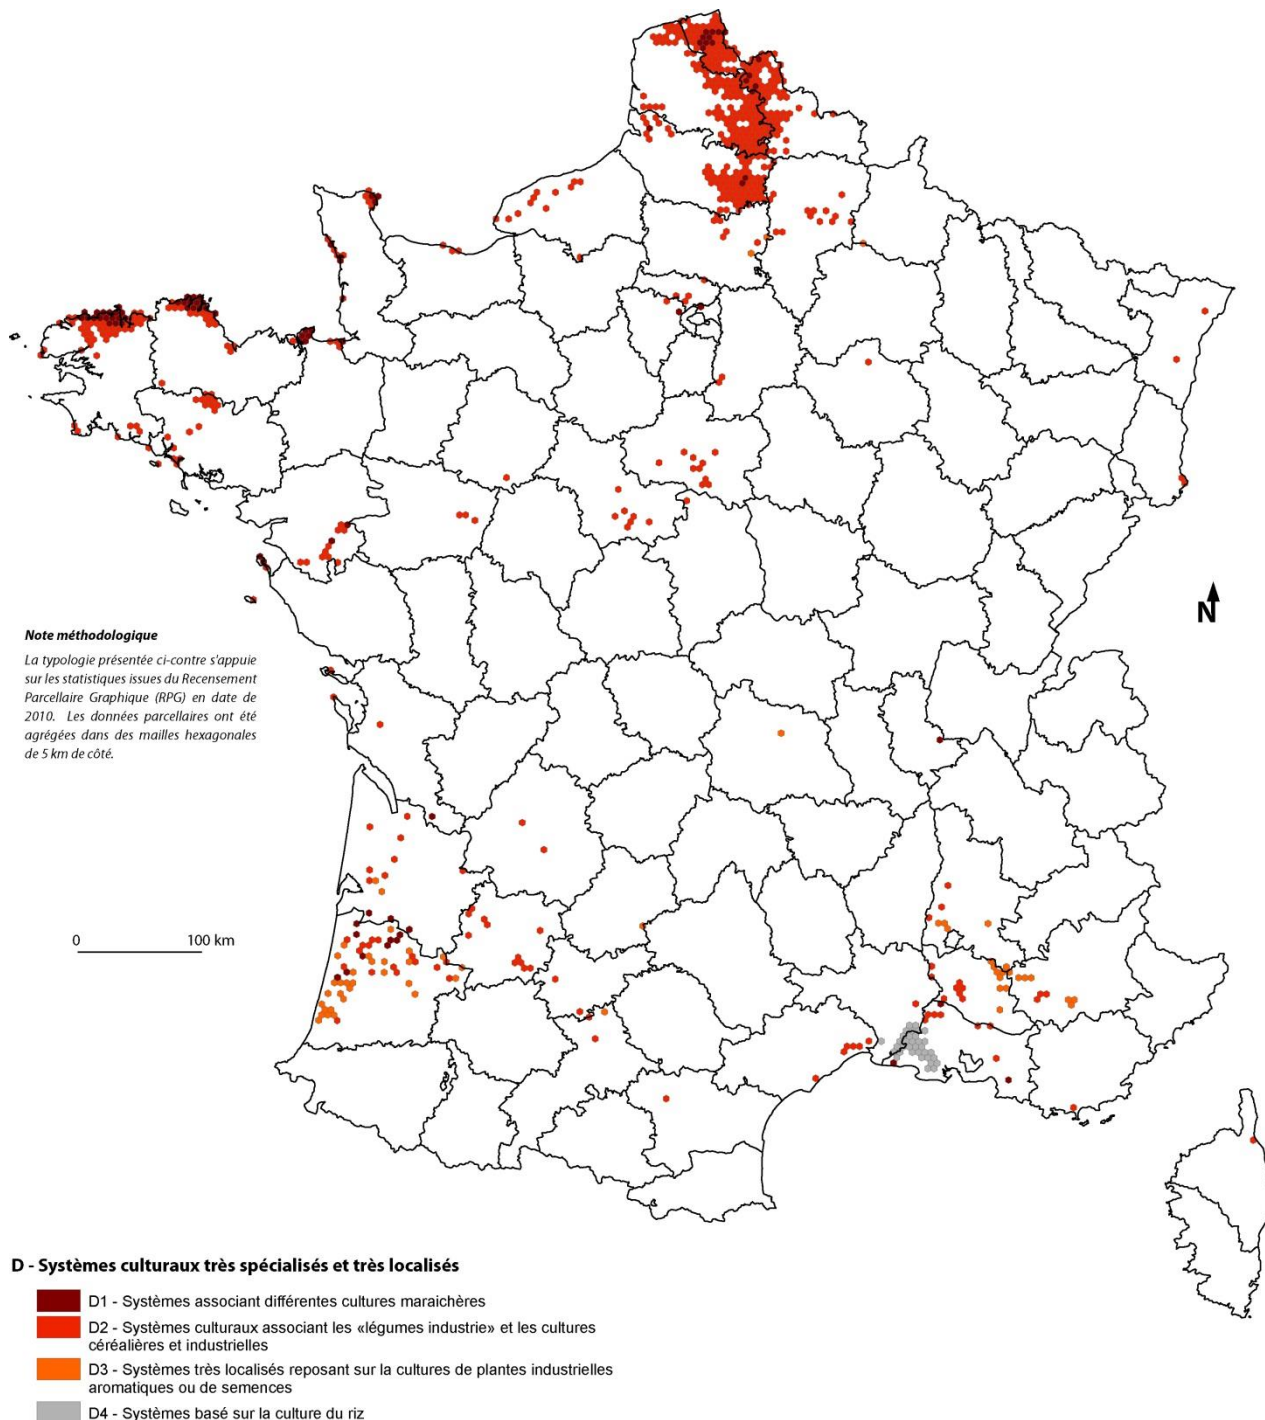 N
Note méthodologique
La typologie présentée ci-contre s'appuie
sur les statistiques issues du Recensement
Parcellaire Graphique (RPG) en date de
2010. Les données parcellaires ont été
agrégées dans des mailles hexagonales
de 5 km de côté.
0 100 km
D - Systèmes culturaux très spécialisés et très localisés
D1 - Systèmes associant différentes cultures maraichères
D2 - Systèmes culturaux associant les «légumes industrie» et les cultures
céréalières et industrielles
D3 - Systèmes très localisés reposant sur la cultures de plantes industrielles
aromatiques ou de semences
D4 - Systèmes basé sur la culture du riz